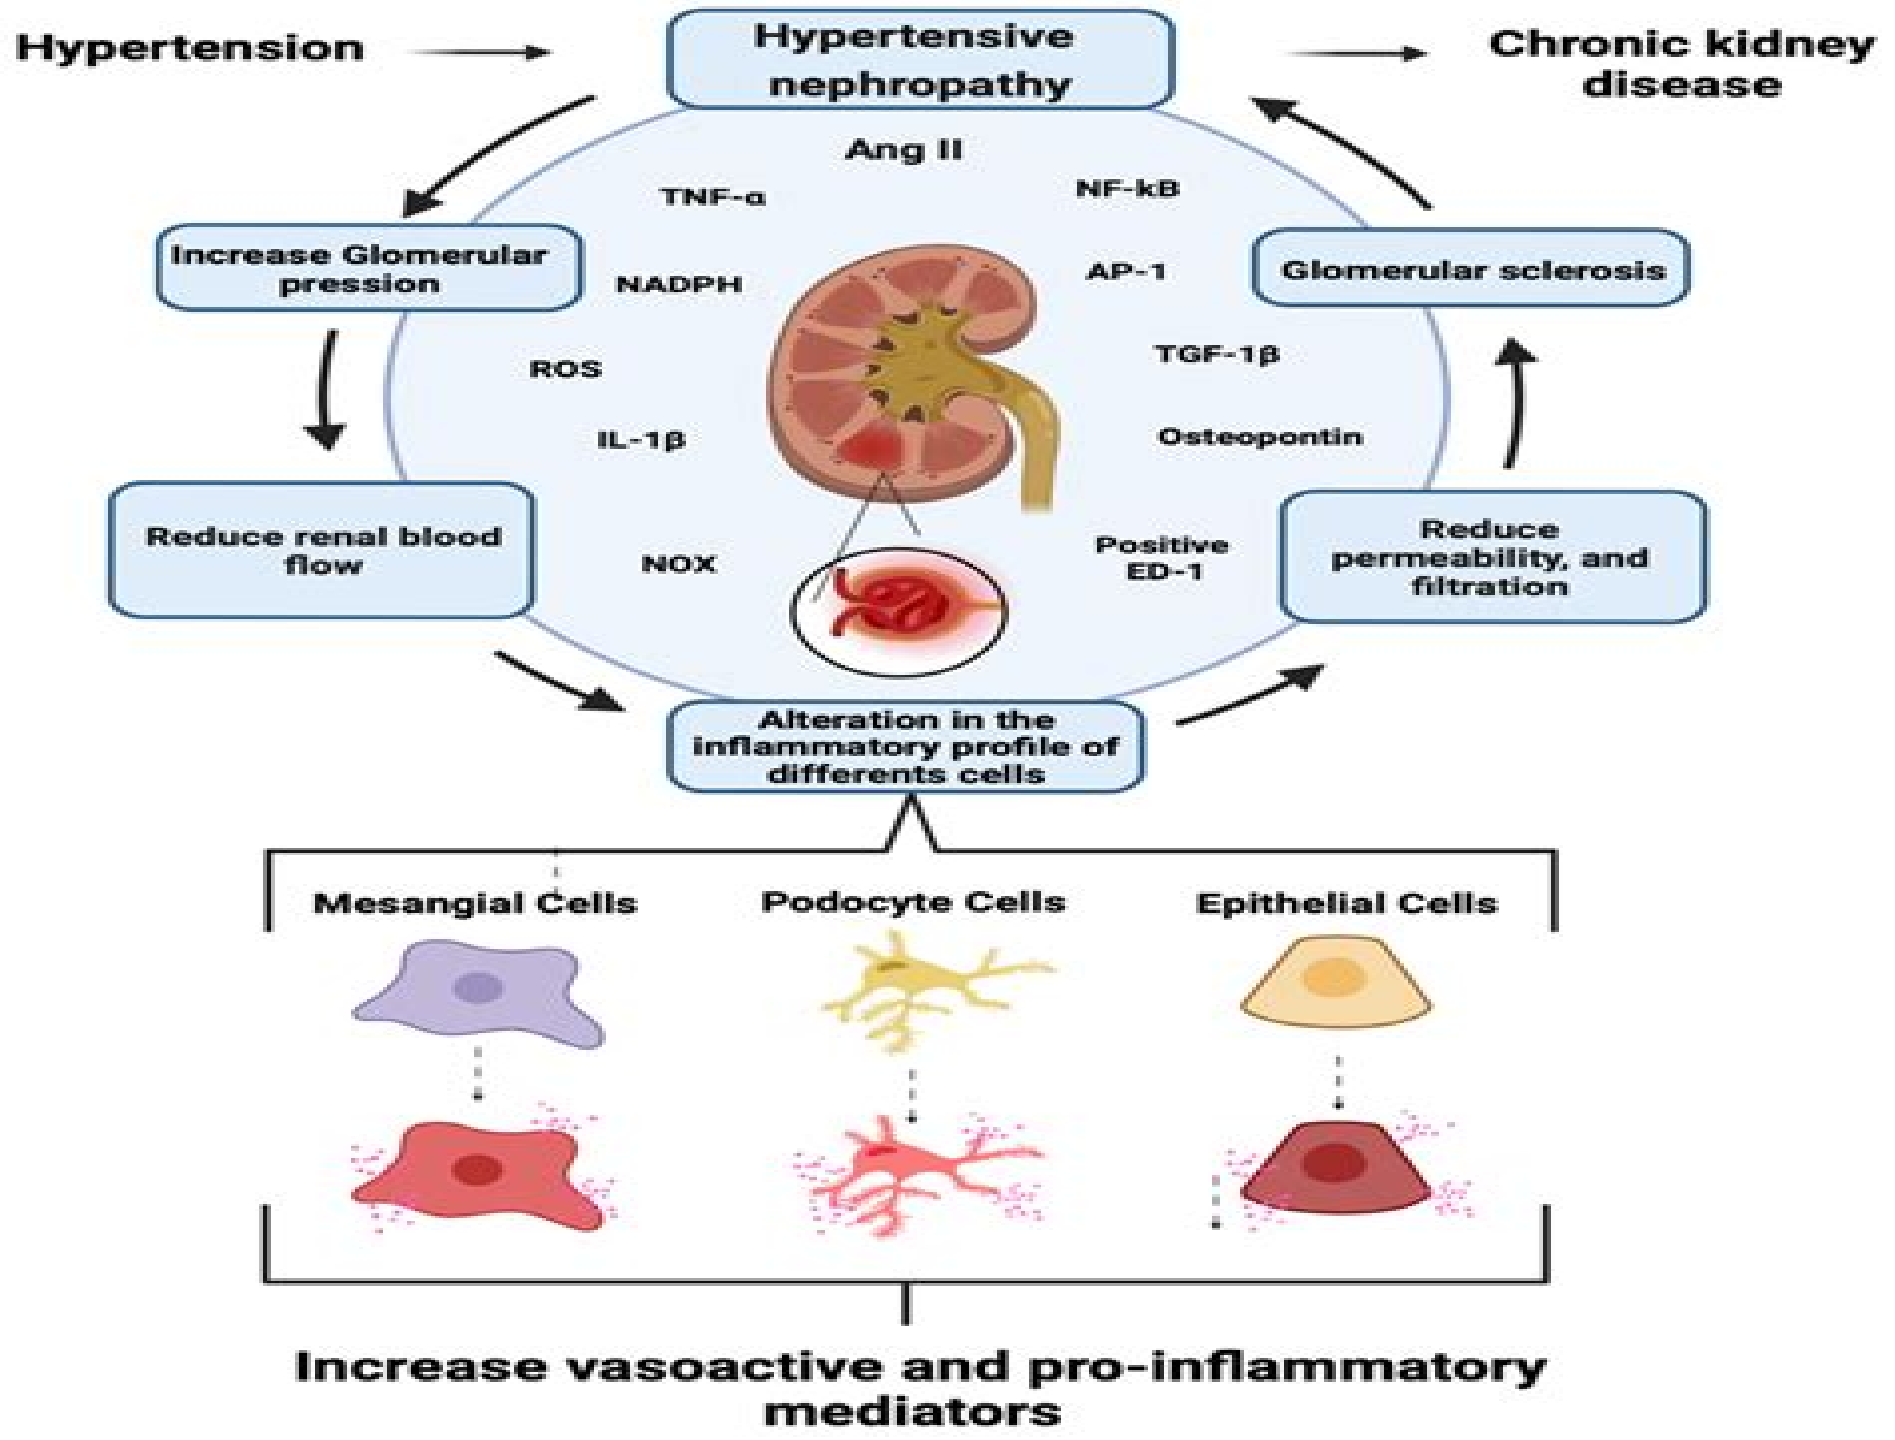 Hypertension
Hypertensive
nephropathy
Chronic kidney
disease
Ang II
TNF-α
NF-kB
Increase Glomerular
pression
NADPH
AP-1
Glomerular sclerosis
ROS
TGF-1β
IL-1β
Osteopontin
Reduce renal blood
flow
NOX
Positive
ED-1
Reduce
permeability, and
filtration
Alteration in the
inflammatory profile of
differents cells
Mesangial Cells
Podocyte Cells
Epithelial Cells
Increase vasoactive and pro-inflammatory
mediators